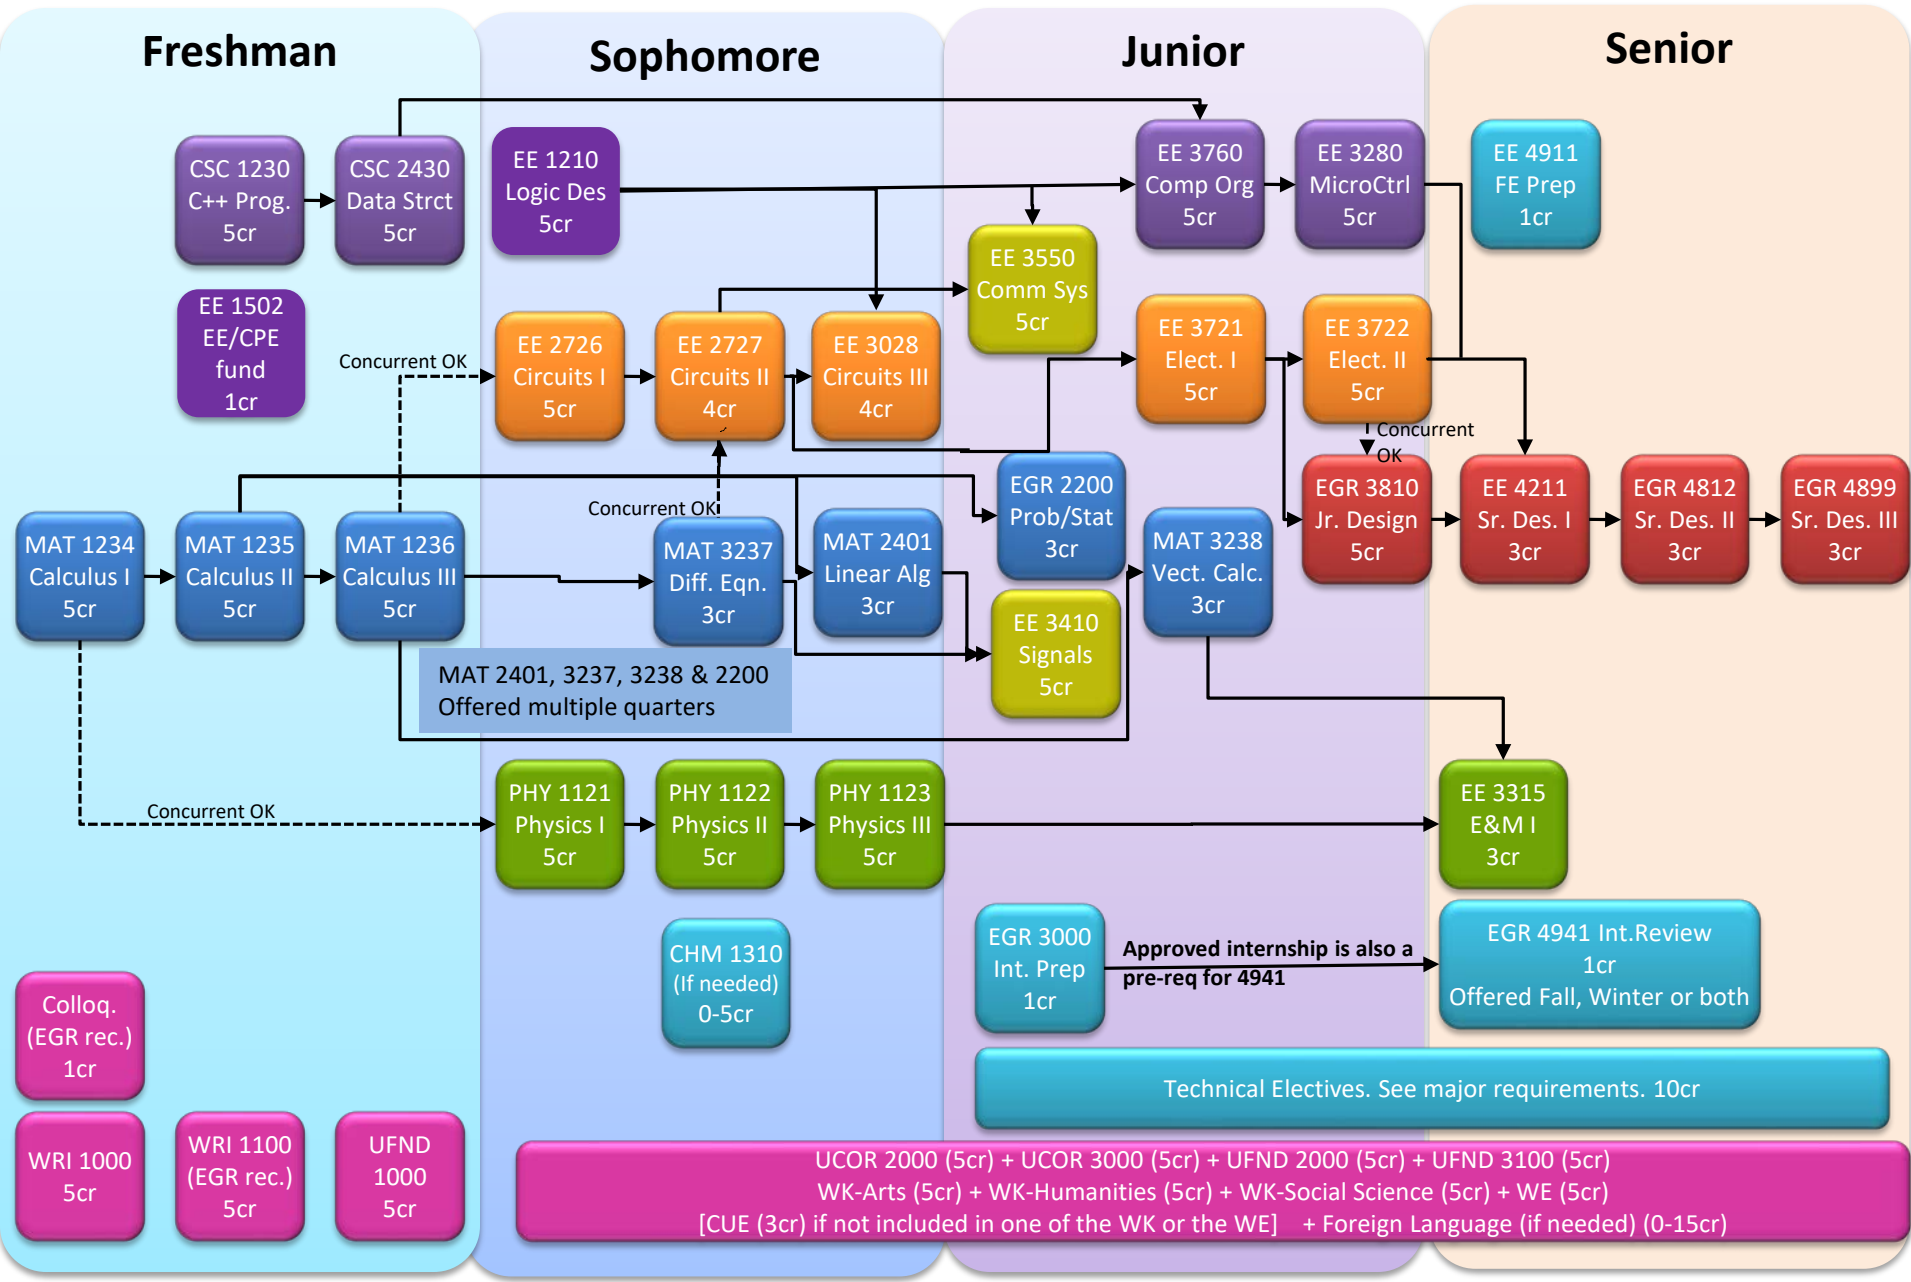 Freshman
Sophomore
Junior
Senior
CSC 1230
C++ Prog.
5cr
CSC 2430
Data Strct
5cr
EE 1210
Logic Des
5cr
EE 3760
Comp Org
5cr
EE 3280
MicroCtrl
5cr
EE 4911
FE Prep
1cr
EE 3550
Comm Sys
5cr
EE 1502
EE/CPE
fund
1cr
Concurrent OK
EE 2726
Circuits I
5cr
EE 2727
Circuits II
4cr
EE 3028
Circuits III
4cr
EE 3721
Elect. I
5cr
EE 3722
Elect. II
5cr
Concurrent
OK
Concurrent OK
MAT 1234
Calculus I
5cr
MAT 1235
Calculus II
5cr
MAT 1236
Calculus III
5cr
MAT 3237
Diff. Eqn.
3cr
MAT 2401
Linear Alg
3cr
EGR 2200
Prob/Stat
3cr
MAT 3238
Vect. Calc.
3cr
EGR 3810
Jr. Design
5cr
EE 4211
Sr. Des. I
3cr
EGR 4812
Sr. Des. II
3cr
EGR 4899
Sr. Des. III
3cr
EE 3410
Signals
5cr
MAT 2401, 3237, 3238 & 2200
Offered multiple quarters
Concurrent OK
PHY 1121
Physics I
5cr
PHY 1122
Physics II
5cr
PHY 1123
Physics III
5cr
EE 3315
E&M I
3cr
CHM 1310
(If needed)
0-5cr
EGR 3000
Int. Prep
1cr
Approved internship is also a
pre-req for 4941
EGR 4941 Int.Review
1cr
Offered Fall, Winter or both
Colloq.
(EGR rec.)
1cr
Technical Electives. See major requirements. 10cr
WRI 1000
5cr
WRI 1100
(EGR rec.)
5cr
UFND
1000
5cr
UCOR 2000 (5cr) + UCOR 3000 (5cr) + UFND 2000 (5cr) + UFND 3100 (5cr)
WK-Arts (5cr) + WK-Humanities (5cr) + WK-Social Science (5cr) + WE (5cr)
[CUE (3cr) if not included in one of the WK or the WE] + Foreign Language (if needed) (0-15cr)